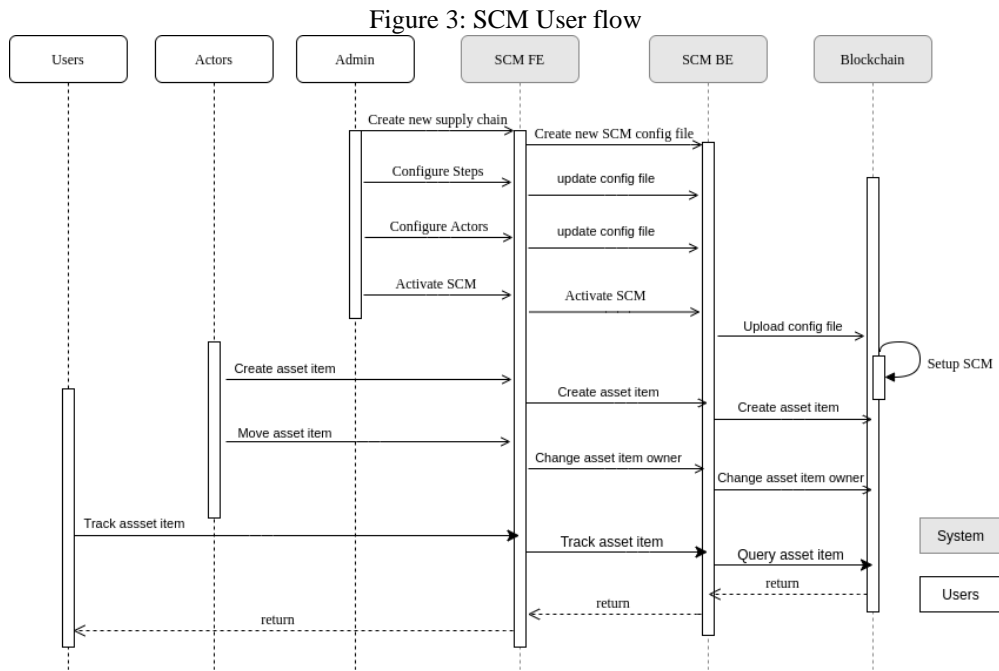 Figure 3: SCM User flow
Users
Actors
Admin
SCM FE
SCM BE
Blockchain
Create new supply chain
Create new SCM config file
Configure Steps
update config file
Configure Actors
update config file
Activate SCM
Activate SCM
Upload config file
Setup SCM
Create asset item
Create asset item
Create asset item
Move asset item
Change asset item owner
Change asset item owner
Track assset item
Track asset item
Query asset item
return
return
return
System
Users